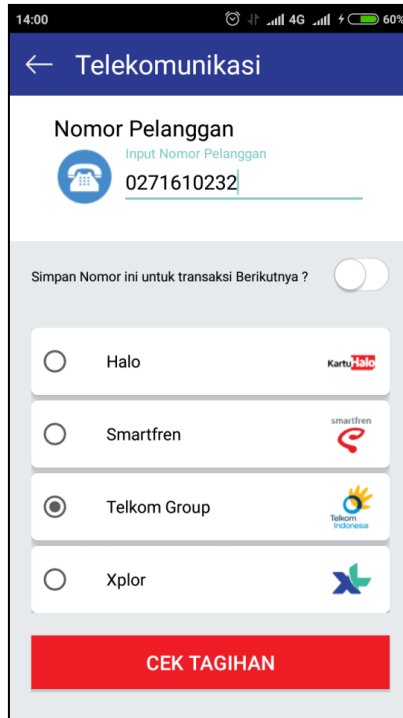 14:00 4G 60%
Telekomunikasi
Nomor Pelanggan
Input Nomor Pelanggan
0271610232
Simpan Nomor ini untuk transaksi Berikutnya ?
Halo KartuHalo
Smartfren smartfren
Telkom Group Telkom
Indonesia
Xplor XL
CEK TAGIHAN